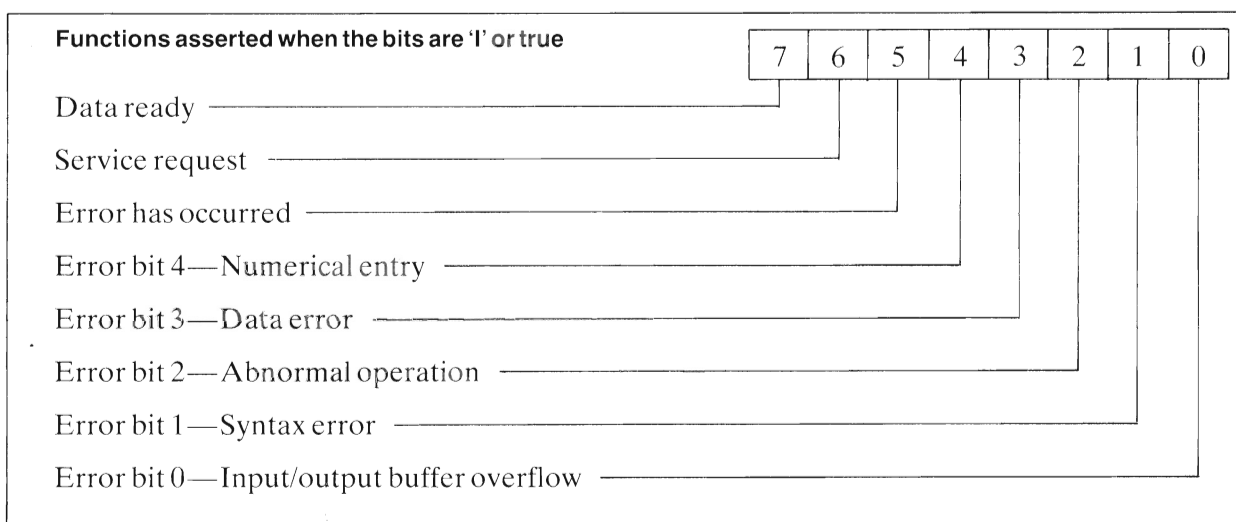 Functions asserted when the bits are ‘I’ or true
7 6 5 4 3 2 1 0
Data ready
Service request
Error has occurred
Error bit 4—Numerical entry
Error bit 3—Data error
Error bit 2—Abnormal operation
Error bit 1—Syntax error
Error bit 0—Input/output buffer overflow